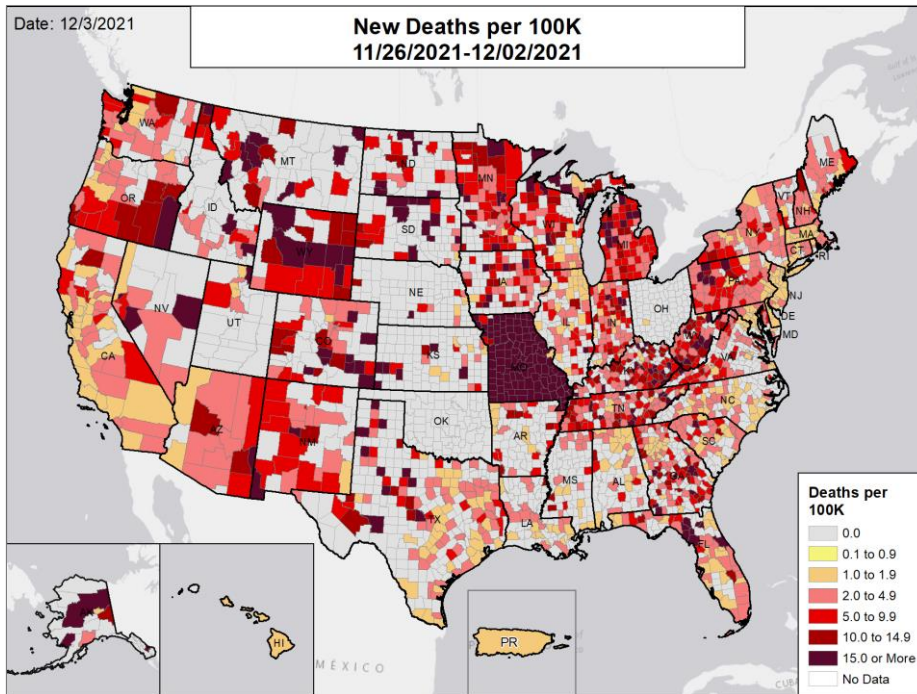 Date: 12/3/2021
New Deaths per 100K
11/26/2021-12/02/2021
WA
MT
ND
MN
ME
OR
ID
SD
WI
MI
VT
NH
NY
MA
CT
RI
WY
IA
PA
NJ
NE
NV
UT
IL
IN
OH
DE
MD
CA
CO
KS
MO
KY
WV
VA
AZ
NM
OK
AR
TN
NC
SC
MS
AL
GA
TX
LA
FL
AK
HI
PR
MÉXICO
CUBA
Deaths per
100K
0.0
0.1 to 0.9
1.0 to 1.9
2.0 to 4.9
5.0 to 9.9
10.0 to 14.9
15.0 or More
No Data